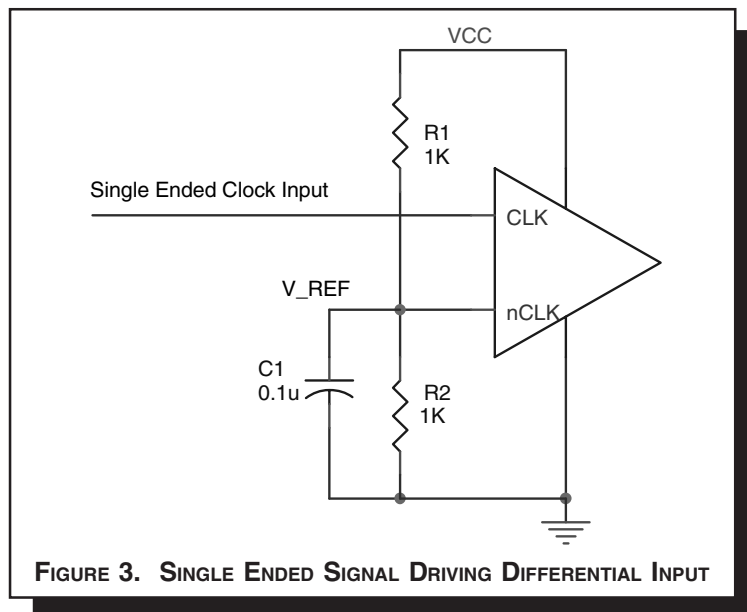 VCC
R1
1K
Single Ended Clock Input
CLK
V_REF
nCLK
C1
0.1u
R2
1K
FIGURE 3. SINGLE ENDED SIGNAL DRIVING DIFFERENTIAL INPUT